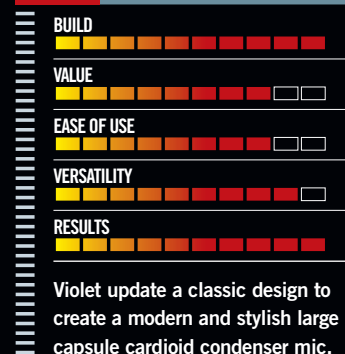 BUILD
VALUE
EASE OF USE
VERSATILITY
RESULTS
Violet update a classic design to
create a modern and stylish large
capsule cardioid condenser mic.